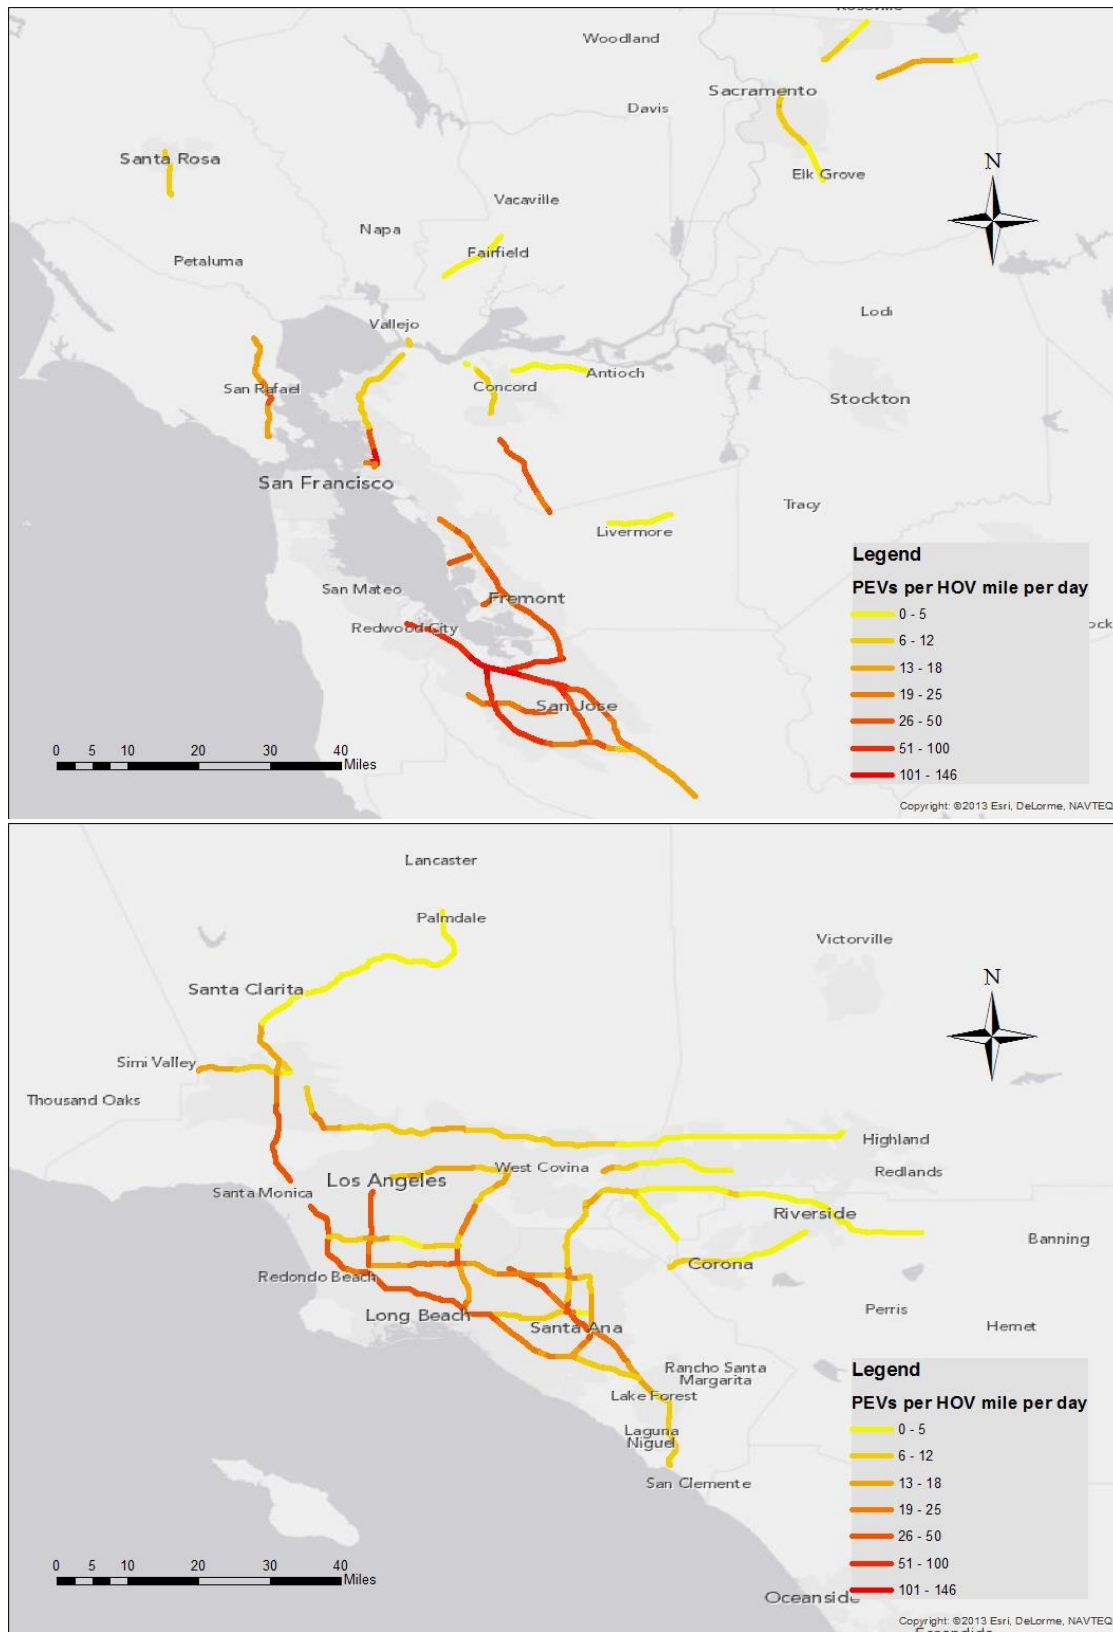 Roseville
Woodland
Sacramento
Davis
Santa Rosa
Elk Grove
N
Vacaville
Napa
Fairfield
Petaluma
Lodi
Vallejo
San Rafael
Concord
Antioch
Stockton
San Francisco
Tracy
Livermore
Legend
PEVs per HOV mile per day
San Mateo
Fremont
0 - 5
Redwood City
6 - 12
13 - 18
19 - 25
San Jose
26 - 50
0 5 10 20 30 40
51 - 100
Miles
101 - 146
Copyright: ©2013 Esri, DeLorme, NAVTEQ
Lancaster
Palmdale
Victorville
Santa Clarita
N
Simi Valley
Thousand Oaks
Highland
West Covina
Redlands
Los Angeles
Santa Monica
Riverside
Banning
Corona
Redondo Beach
Perris
Long Beach
Hemet
Santa Ana
Rancho Santa
Margarita
Legend
Lake Forest
PEVs per HOV mile per day
Laguna
Niguel
0 - 5
6 - 12
San Clemente
13 - 18
19 - 25
26 - 50
0 5 10 20 30 40
51 - 100
Miles
101 - 146
Oceanside
Copyright: ©2013 Esri, DeLorme, NAVTEQ
Escondido